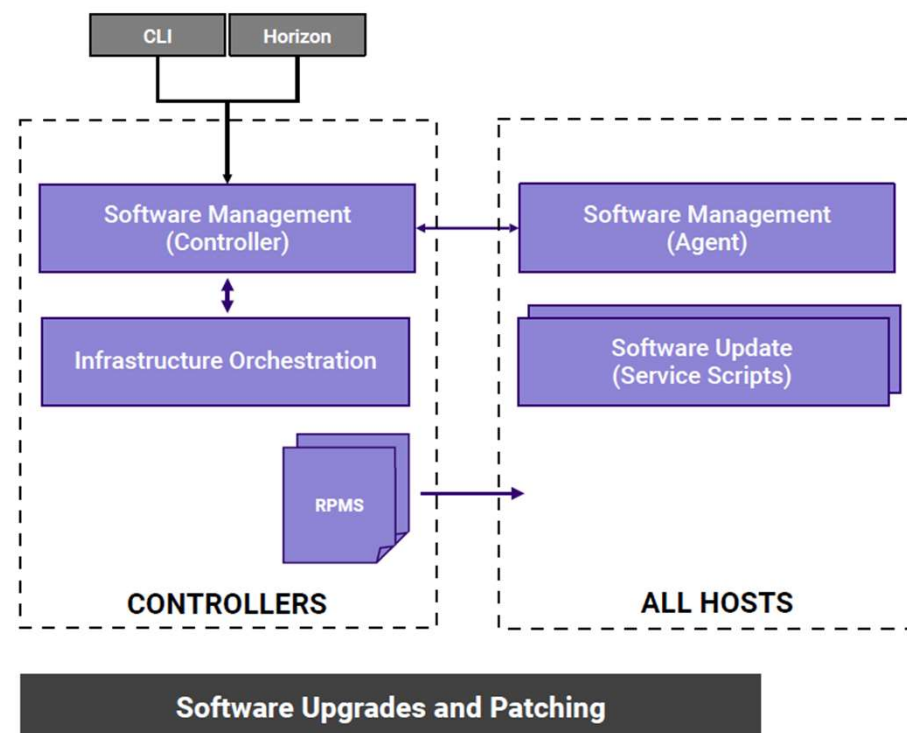 CLI
Horizon
Software Management
(Controller)
Software Management
(Agent)
Infrastructure Orchestration
Software Update
(Service Scripts)
RPMS
CONTROLLERS
ALL HOSTS
Software Upgrades and Patching